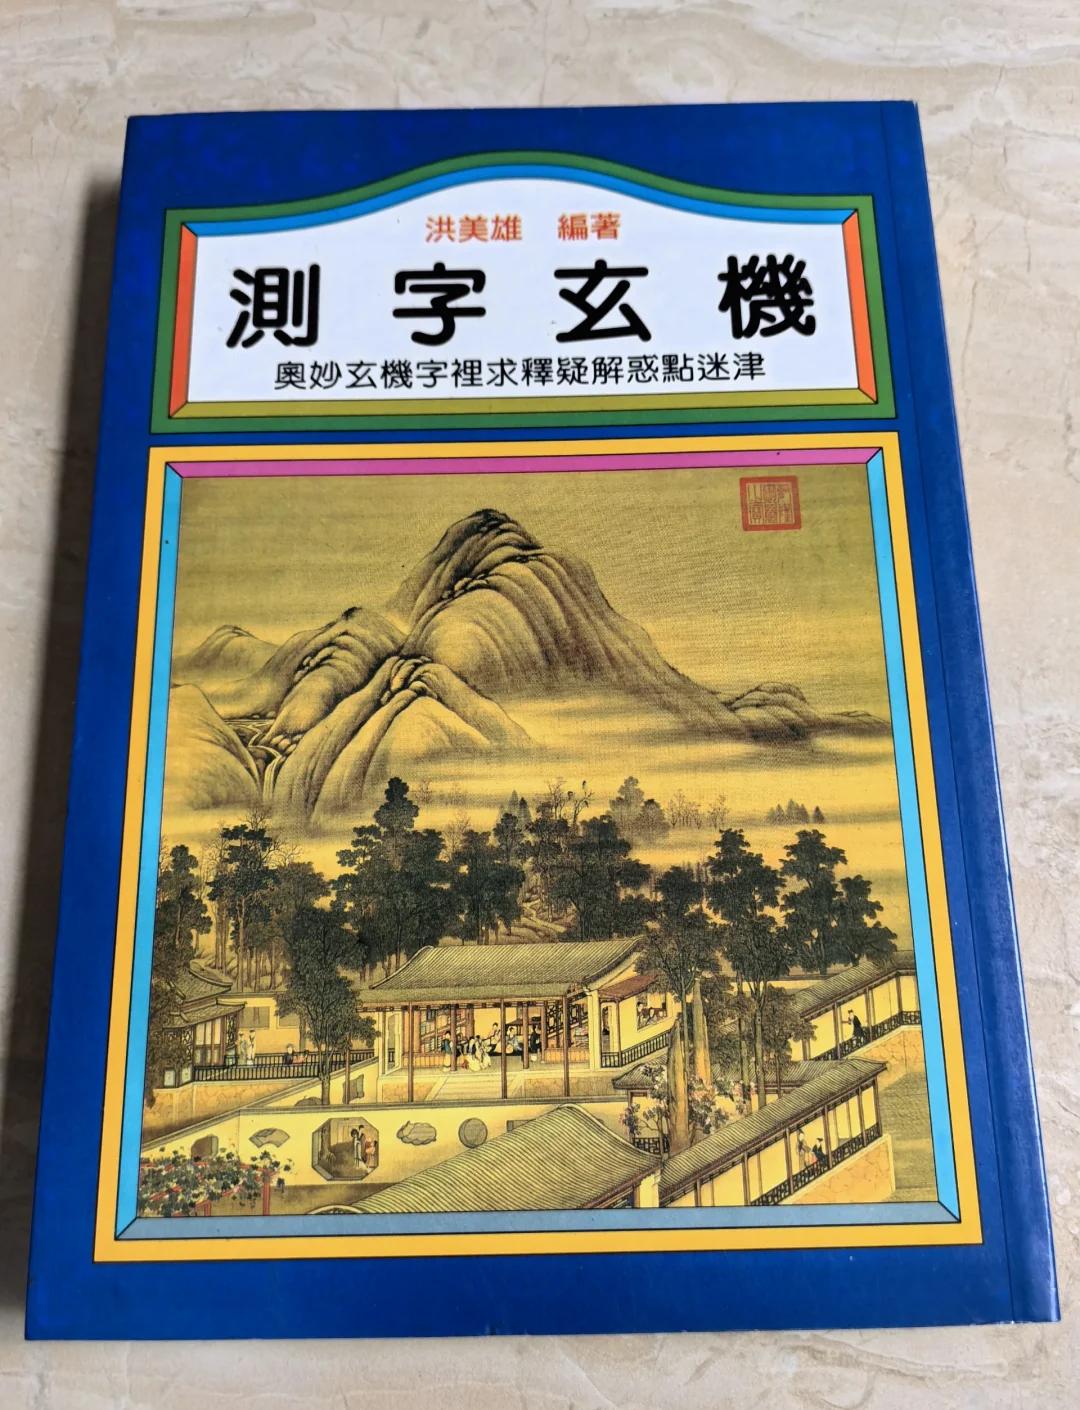 洪美雄　編著
測字玄機
奧妙玄機字裡求釋疑解惑點迷津